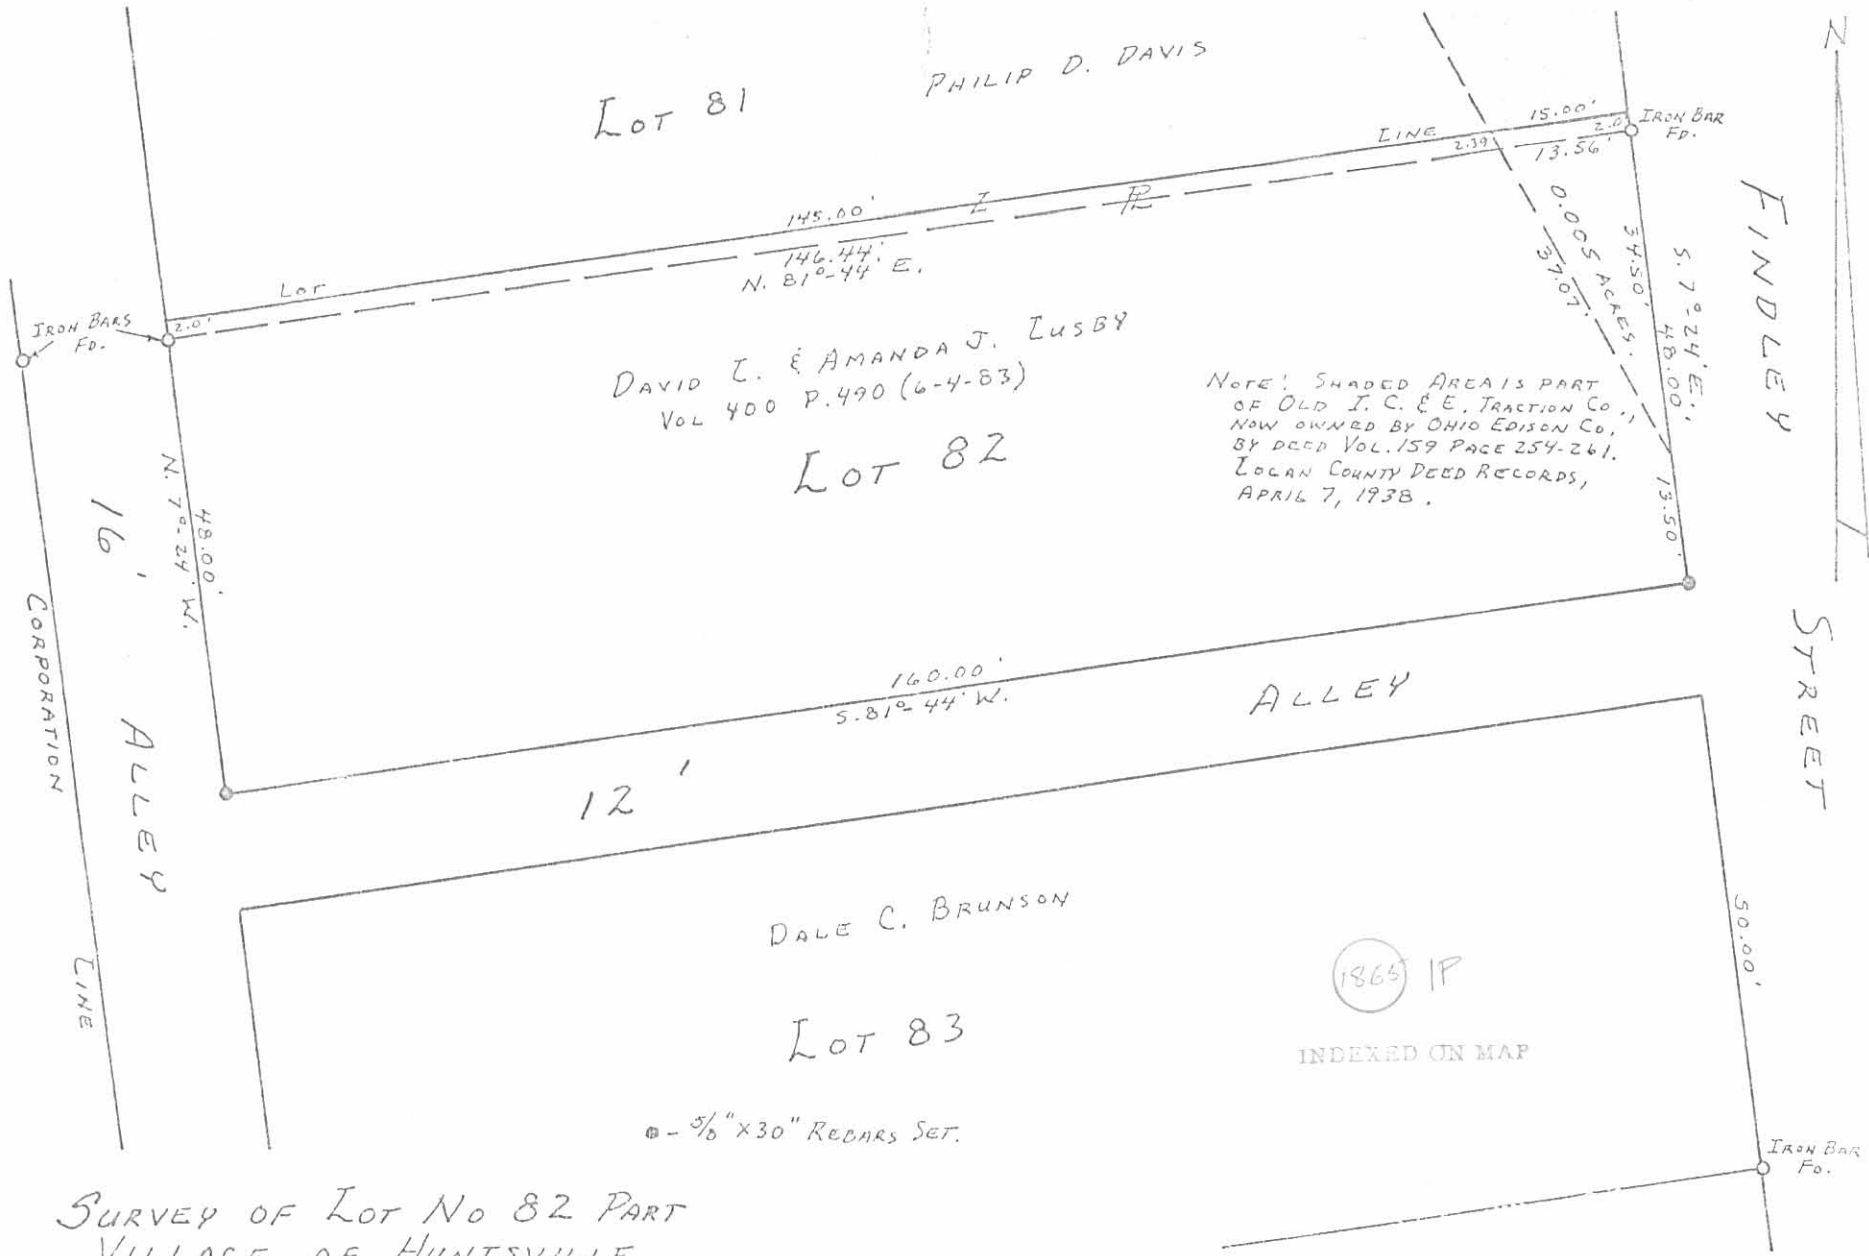 N
PHILIP D. DAVIS
LOT 81
15.00'
LINE
2.0'
IRON BAR
FD.
2.39
13.56'
145.00'
146.44'
N. 81°-44' E.
LOT
2.0'
IRON BARS
FD.
0.005 ACRES.
37.07'
34.50'
S. 7°-24' E.
48.00'
13.50'
FINDLEY
STREET
DAVID L. & AMANDA J. LUSBY
VOL 400 P.490 (6-4-83)
LOT 82
NOTE: SHADED AREA IS PART
OF OLD I. C. & E. TRACTION CO.,
NOW OWNED BY OHIO EDISON CO.
BY DEED VOL. 159 PAGE 254-261.
LOGAN COUNTY DEED RECORDS,
APRIL 7, 1938.
N. 7°-24' W.
48.00'
16' ALLEY
CORPORATION LINE
160.00'
S. 81°-44' W.
12' ALLEY
DALE C. BRUNSON
LOT 83
50.00'
1865 1P
INDEXED ON MAP
- 5/8" X 30" REBARS SET.
IRON BAR
FD.
SURVEY OF LOT NO 82 PART
VILLAGE OF HUNTSVILLE